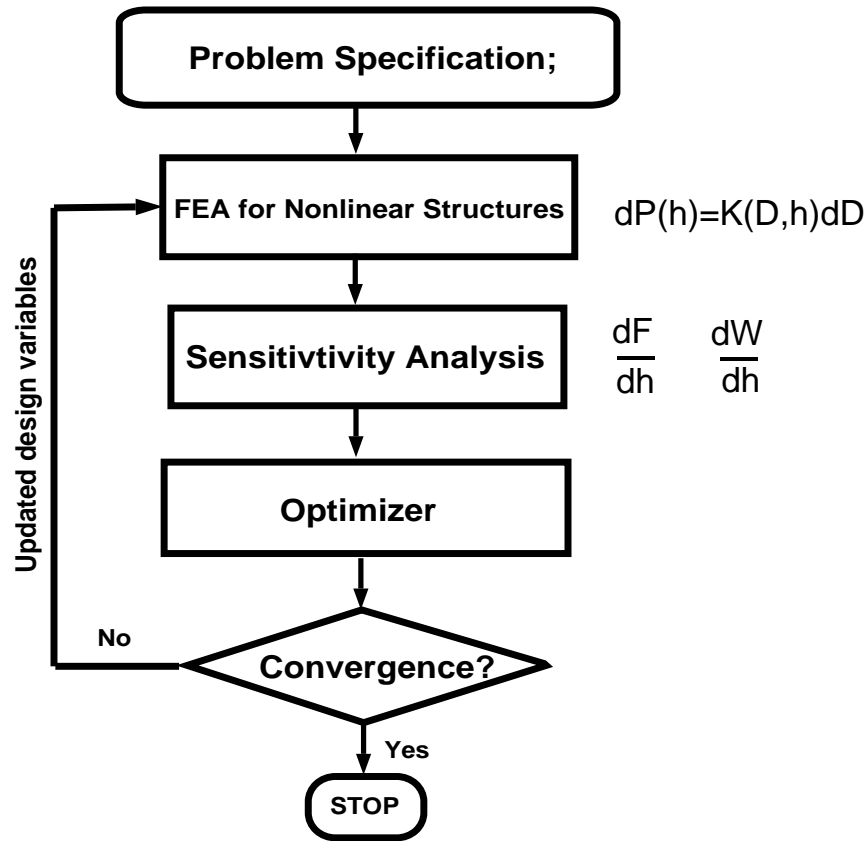 Problem Specification;
FEA for Nonlinear Structures
dP(h)=K(D,h)dD
Sensitivtivity Analysis
dF
dh
dW
dh
Optimizer
Convergence?
No
Updated design variables
Yes
STOP